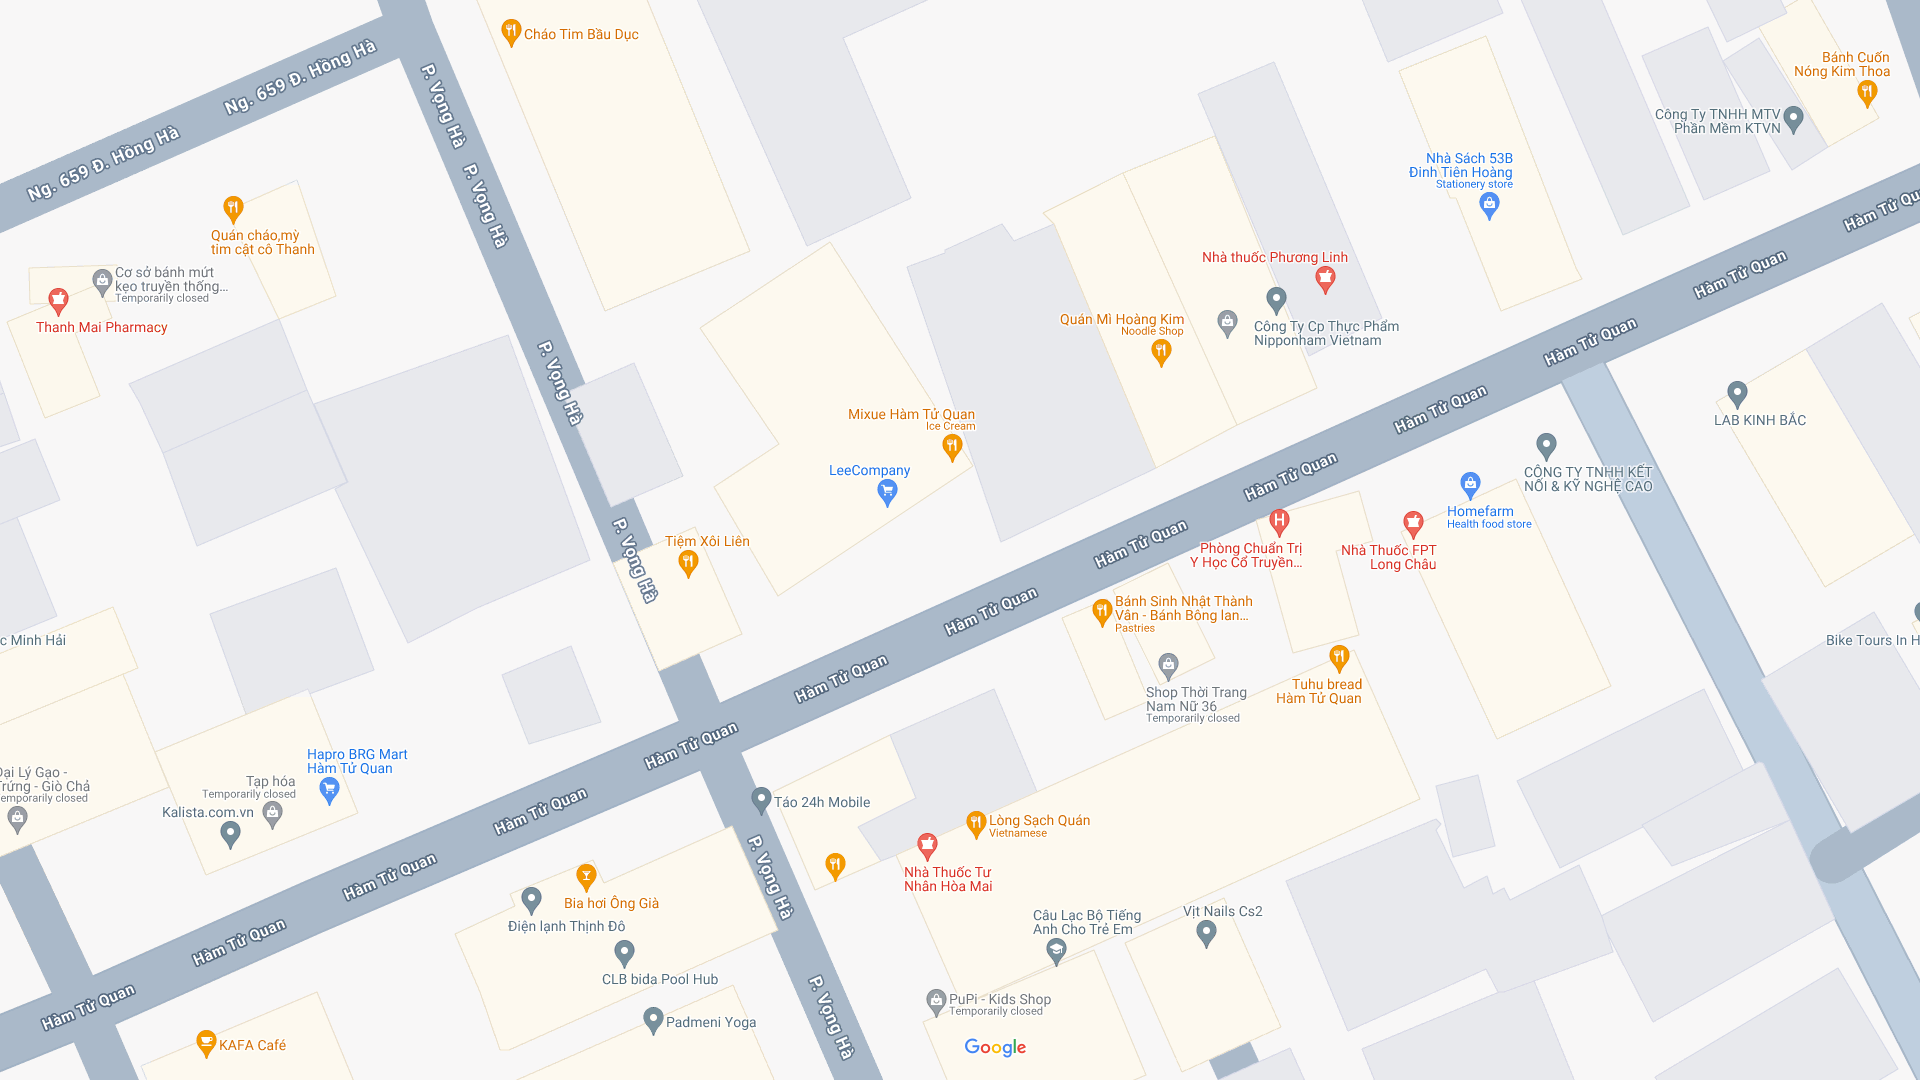 Cháo Tim Bầu Dục
Ng. 659 Đ. Hồng Hà
P. Vọng Hà
Bánh Cuốn
Nóng Kim Thoa
Công Ty TNHH MTV
Phần Mềm KTVN
Ng. 659 Đ. Hồng Hà
P. Vọng Hà
Nhà Sách 53B
Đinh Tiên Hoàng
Stationery store
Hàm Tử Qu
Quán cháo,mỳ
tim cật cô Thanh
Cơ sở bánh mứt
kẹo truyền thống...
Temporarily closed
Thanh Mai Pharmacy
Nhà thuốc Phương Linh
Hàm Tử Quan
Quán Mì Hoàng Kim
Noodle Shop
Công Ty Cp Thực Phẩm
Nipponham Vietnam
Hàm Tử Quan
P. Vọng Hà
Mixue Hàm Tử Quan
Ice Cream
Hàm Tử Quan
LAB KINH BẮC
LeeCompany
Hàm Tử Quan
CÔNG TY TNHH KẾT
NỐI & KỸ NGHỆ CAO
Homefarm
Health food store
Tiệm Xôi Liên
P. Vọng Hà
Hàm Tử Quan
Phòng Chuẩn Trị
Y Học Cổ Truyền...
Nhà Thuốc FPT
Long Châu
Hàm Tử Quan
Bánh Sinh Nhật Thành
Vân - Bánh Bông lan...
Pastries
c Minh Hải
Bike Tours In H
Hàm Tử Quan
Shop Thời Trang
Nam Nữ 36
Temporarily closed
Tuhu bread
Hàm Tử Quan
Hàm Tử Quan
Hapro BRG Mart
Hàm Tử Quan
Đại Lý Gạo -
Trứng - Giò Chả
emporarily closed
Tạp hóa
Temporarily closed
Kalista.com.vn
Hàm Tử Quan
Táo 24h Mobile
Lòng Sạch Quán
Vietnamese
P. Vọng Hà
Nhà Thuốc Tư
Nhân Hòa Mai
Hàm Tử Quan
Bia hơi Ông Già
Điện lạnh Thịnh Đô
Câu Lạc Bộ Tiếng
Anh Cho Trẻ Em
Vịt Nails Cs2
Hàm Tử Quan
CLB bida Pool Hub
Hàm Tử Quan
PuPi - Kids Shop
Temporarily closed
P. Vọng Hà
Padmeni Yoga
KAFA Café
Google